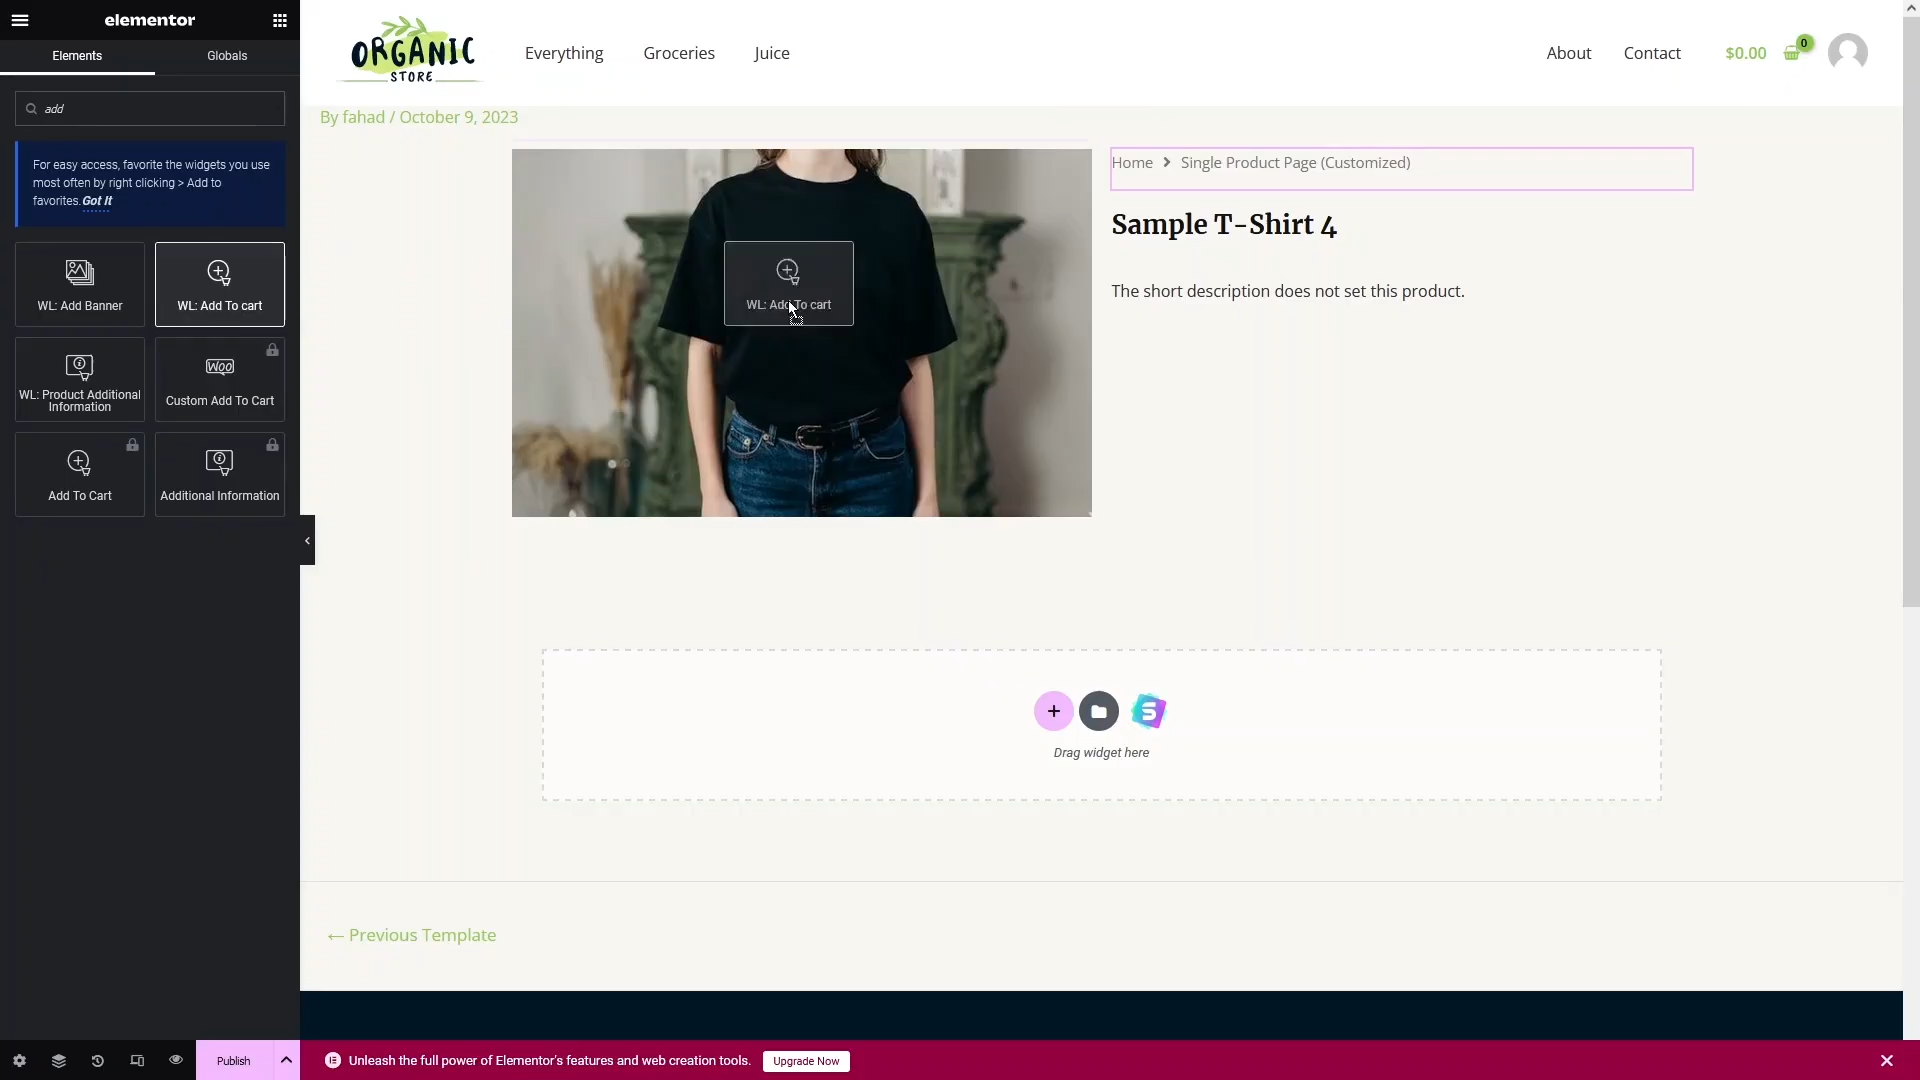 elementor
Elements
Globals
add
For easy access, favorite the widgets you use
most often by right clicking > Add to
favorites. Got It
WL: Add Banner
WL: Add To cart
WL: Product Additional
Information
Woo
Custom Add To Cart
Add To Cart
Additional Information
Publish
ORGANIC
STORE
Everything
Groceries
Juice
About
Contact
$0.00
0
By fahad / October 9, 2023
WL: Add To cart
Home > Single Product Page (Customized)
Sample T-Shirt 4
The short description does not set this product.
Drag widget here
← Previous Template
Unleash the full power of Elementor's features and web creation tools.
Upgrade Now